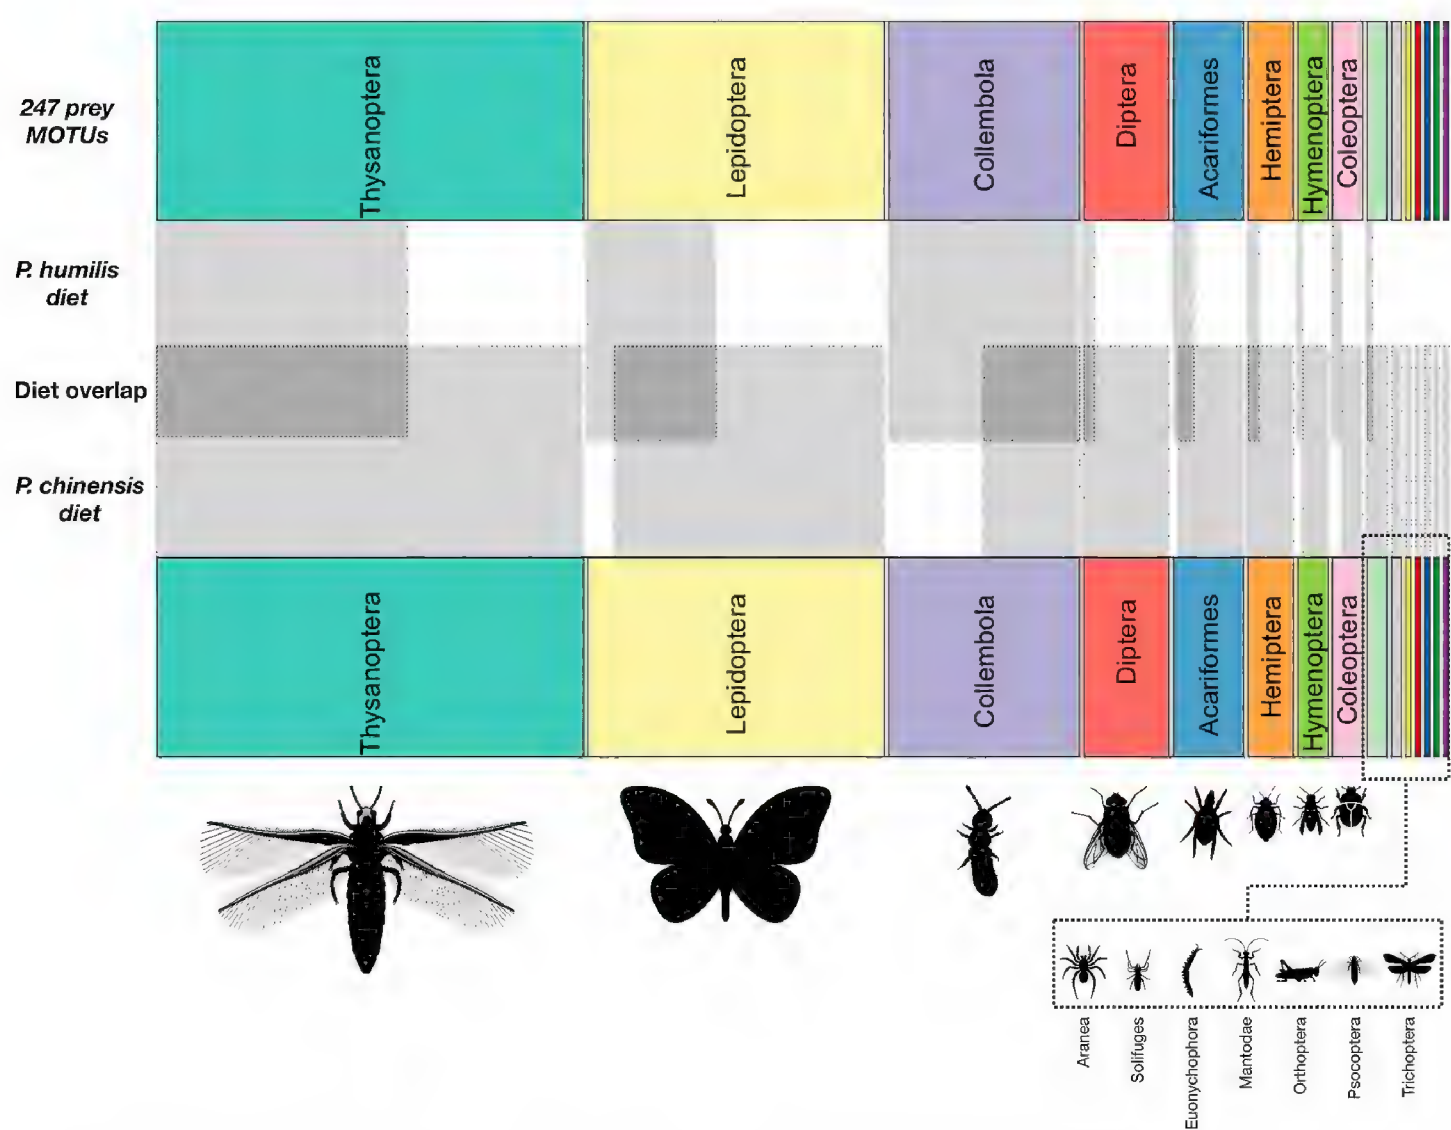 247 prey
MOTUs
Thysanoptera
Lepidoptera
Collembola
Diptera
Acariformes
Hemiptera
Hymenoptera
Coleoptera
P. humilis
diet
Diet overlap
P. chinensis
diet
Thysanoptera
Lepidoptera
Collembola
Diptera
Acariformes
Hemiptera
Hymenoptera
Coleoptera
Aranea
Solifuges
Euonychophora
Mantodae
Orthoptera
Psocoptera
Trichoptera